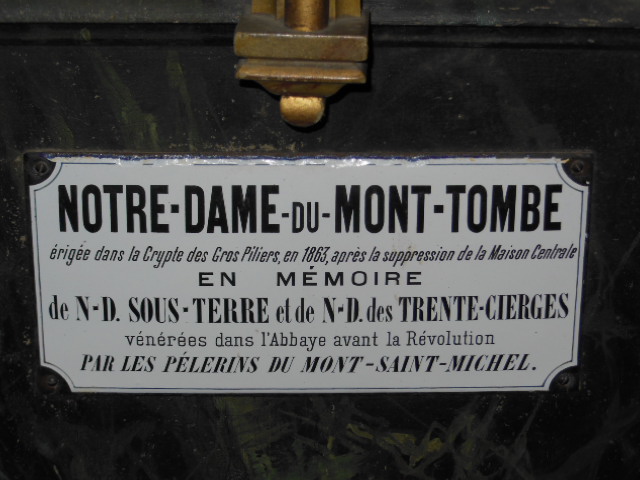 NOTRE-DAME-DU-MONT-TOMBE
érigée dans la Crypte des Gros Piliers, en 1863, après la suppression de la Maison Centrale
EN MÉMOIRE
de N-D. SOUS-TERRE et de N-D. des TRENTE-CIERGES
vénérées dans l'Abbaye avant la Révolution
PAR LES PÉLERINS DU MONT-SAINT-MICHEL.